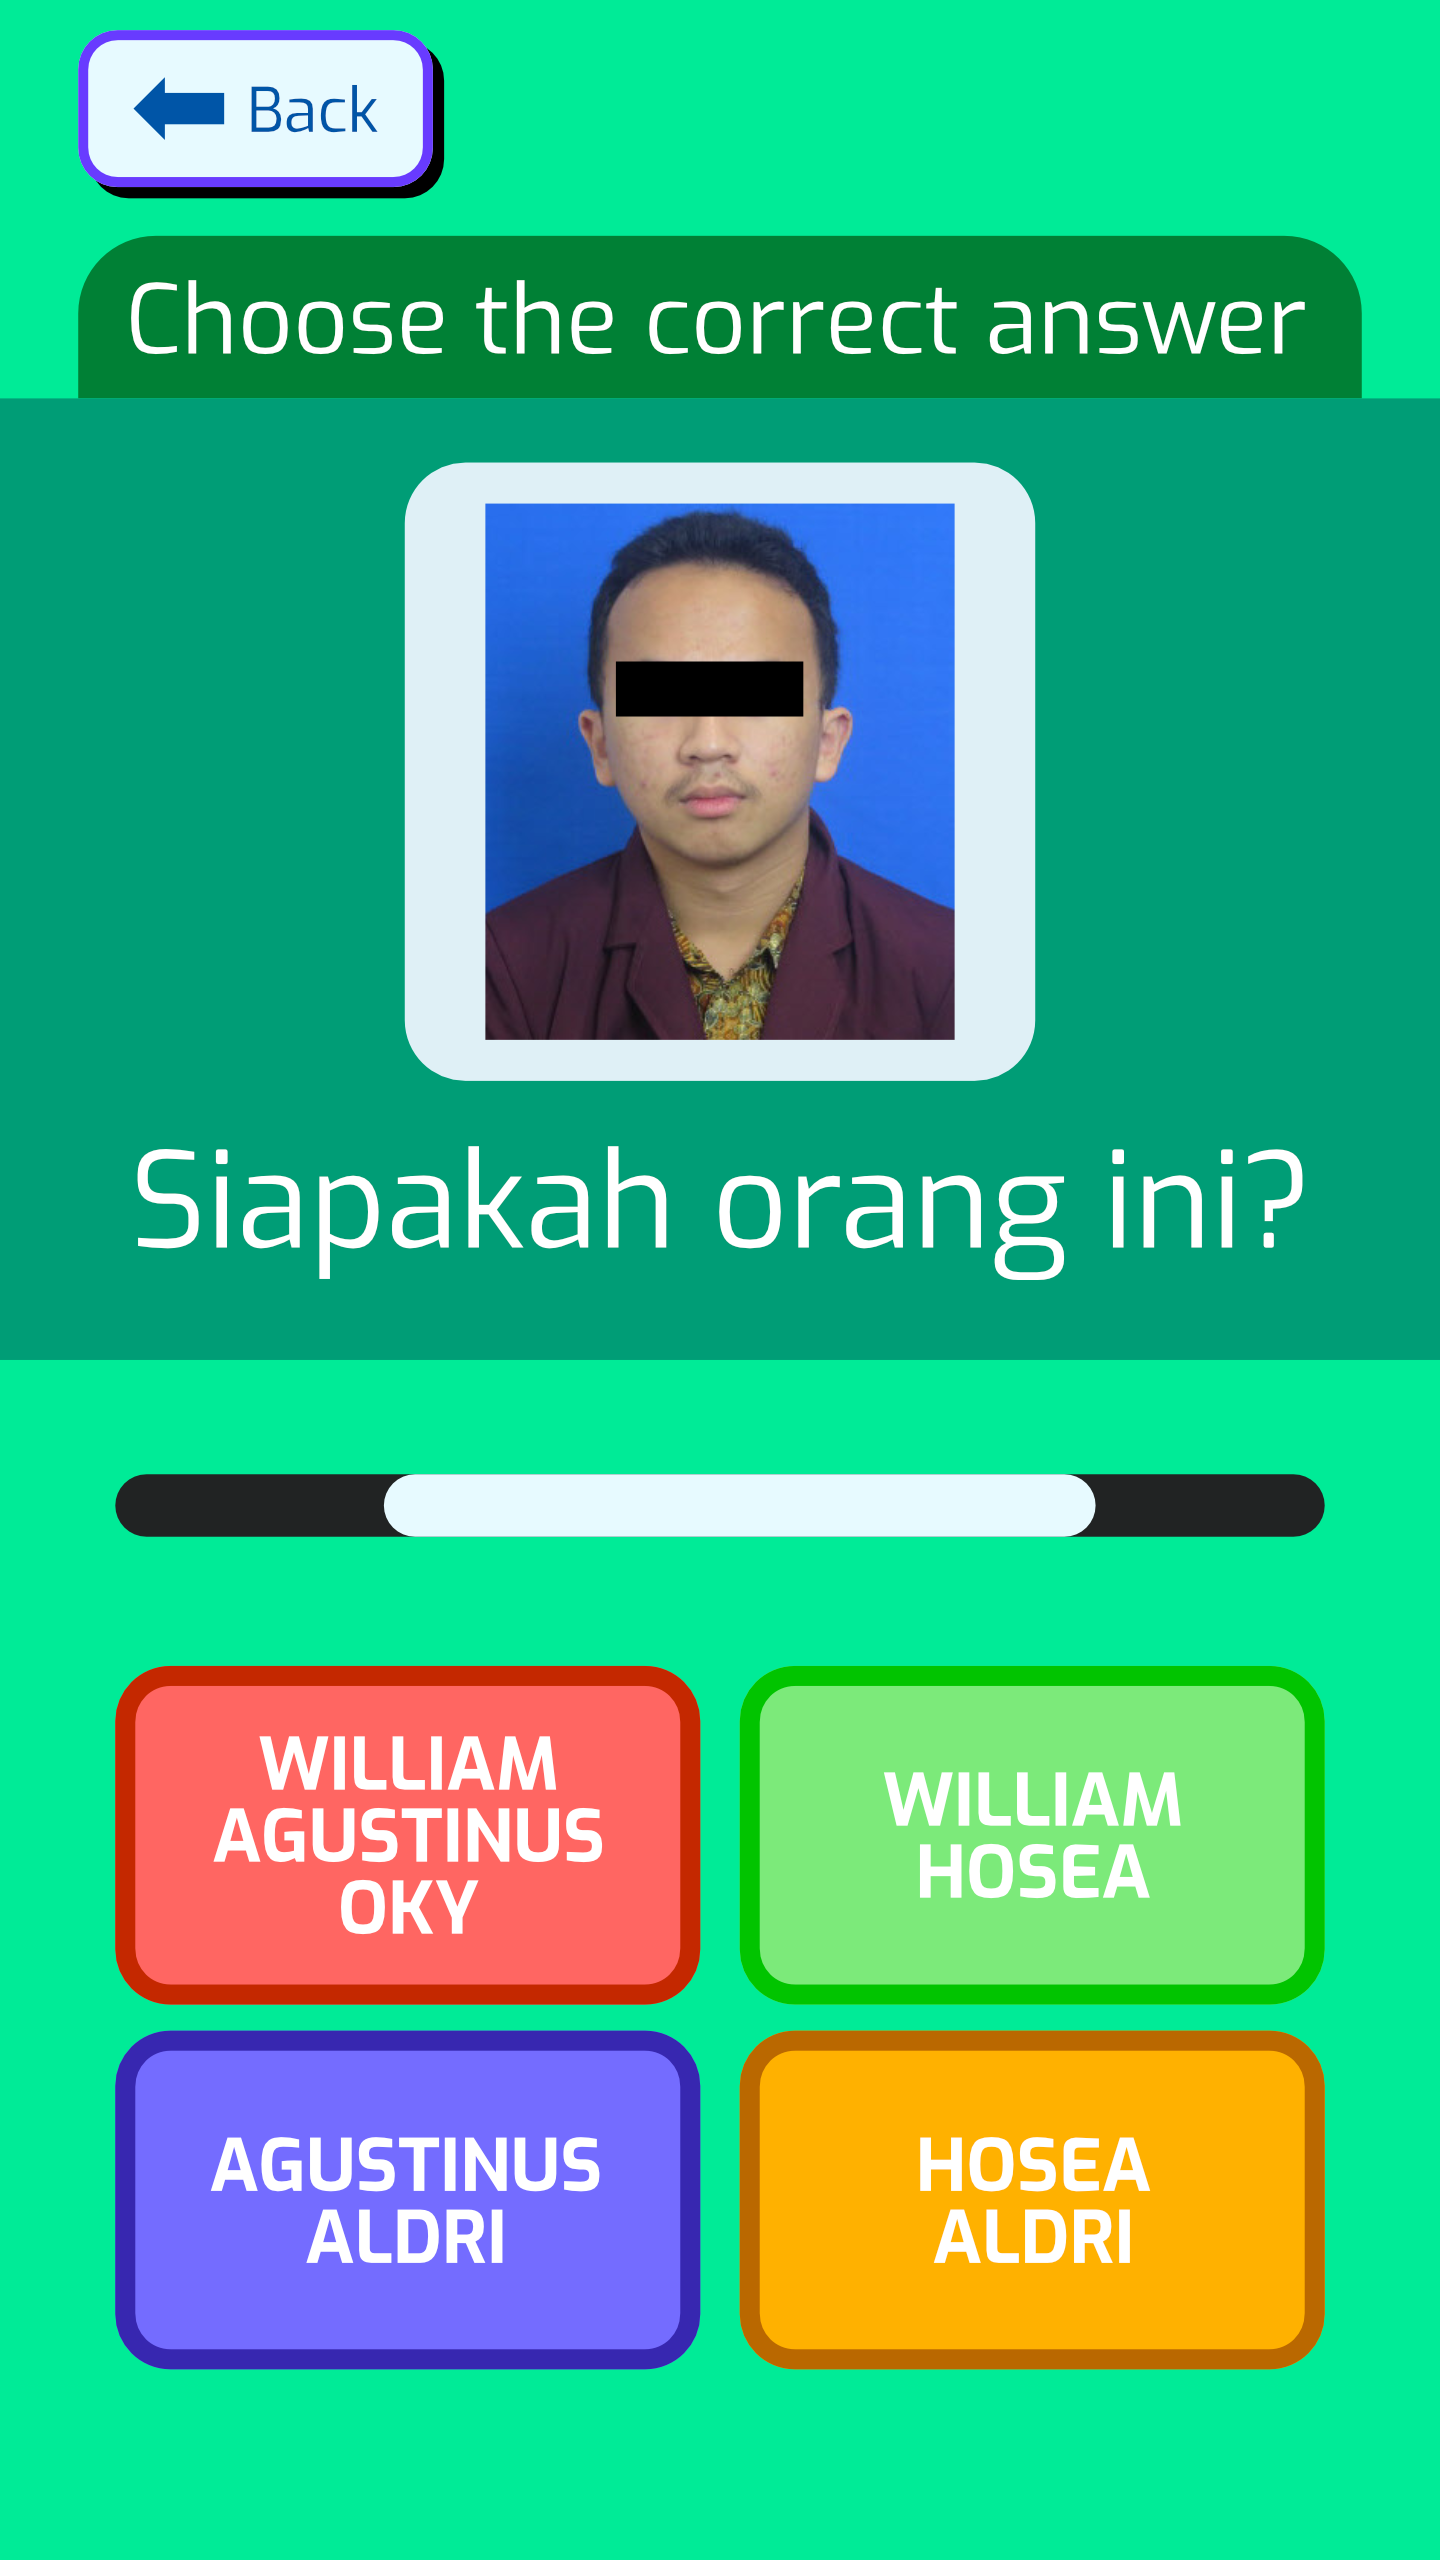 Back
Choose the correct answer
Siapakah orang ini?
WILLIAM
AGUSTINUS
OKY
WILLIAM
HOSEA
AGUSTINUS
ALDRI
HOSEA
ALDRI